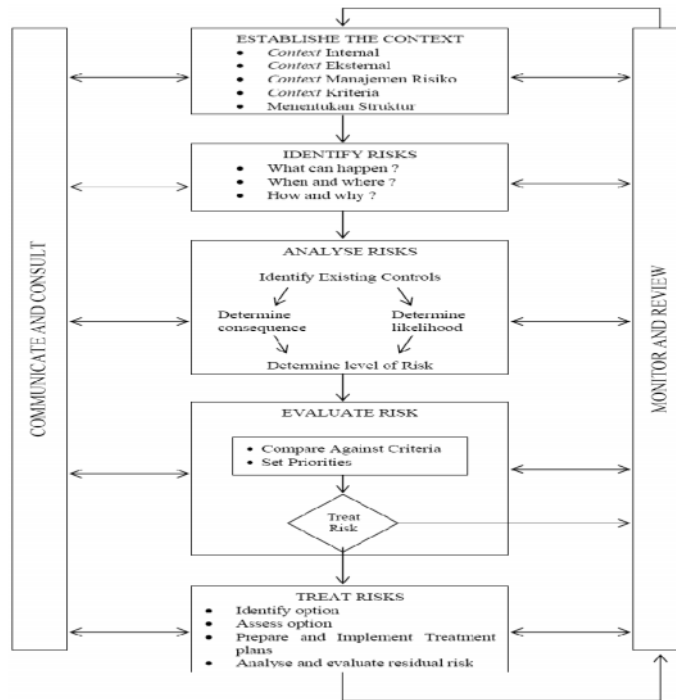 ESTABLISHE THE CONTEXT
• Context Internal
• Context Eksternal
• Context Manajemen Risiko
• Context Kriteria
• Menentukan Struktur
IDENTIFY RISKS
• What can happen ?
• When and where ?
• How and why ?
ANALYSE RISKS
Identify Existing Controls
Determine
consequence
Determine
likelihood
Determine level of Risk
EVALUATE RISK
• Compare Against Criteria
• Set Priorities
Treat
Risk
TREAT RISKS
• Identify option
• Assess option
• Prepare and Implement Treatment
plans
• Analyse and evaluate residual risk
COMMUNICATE AND CONSULT
MONITOR AND REVIEW